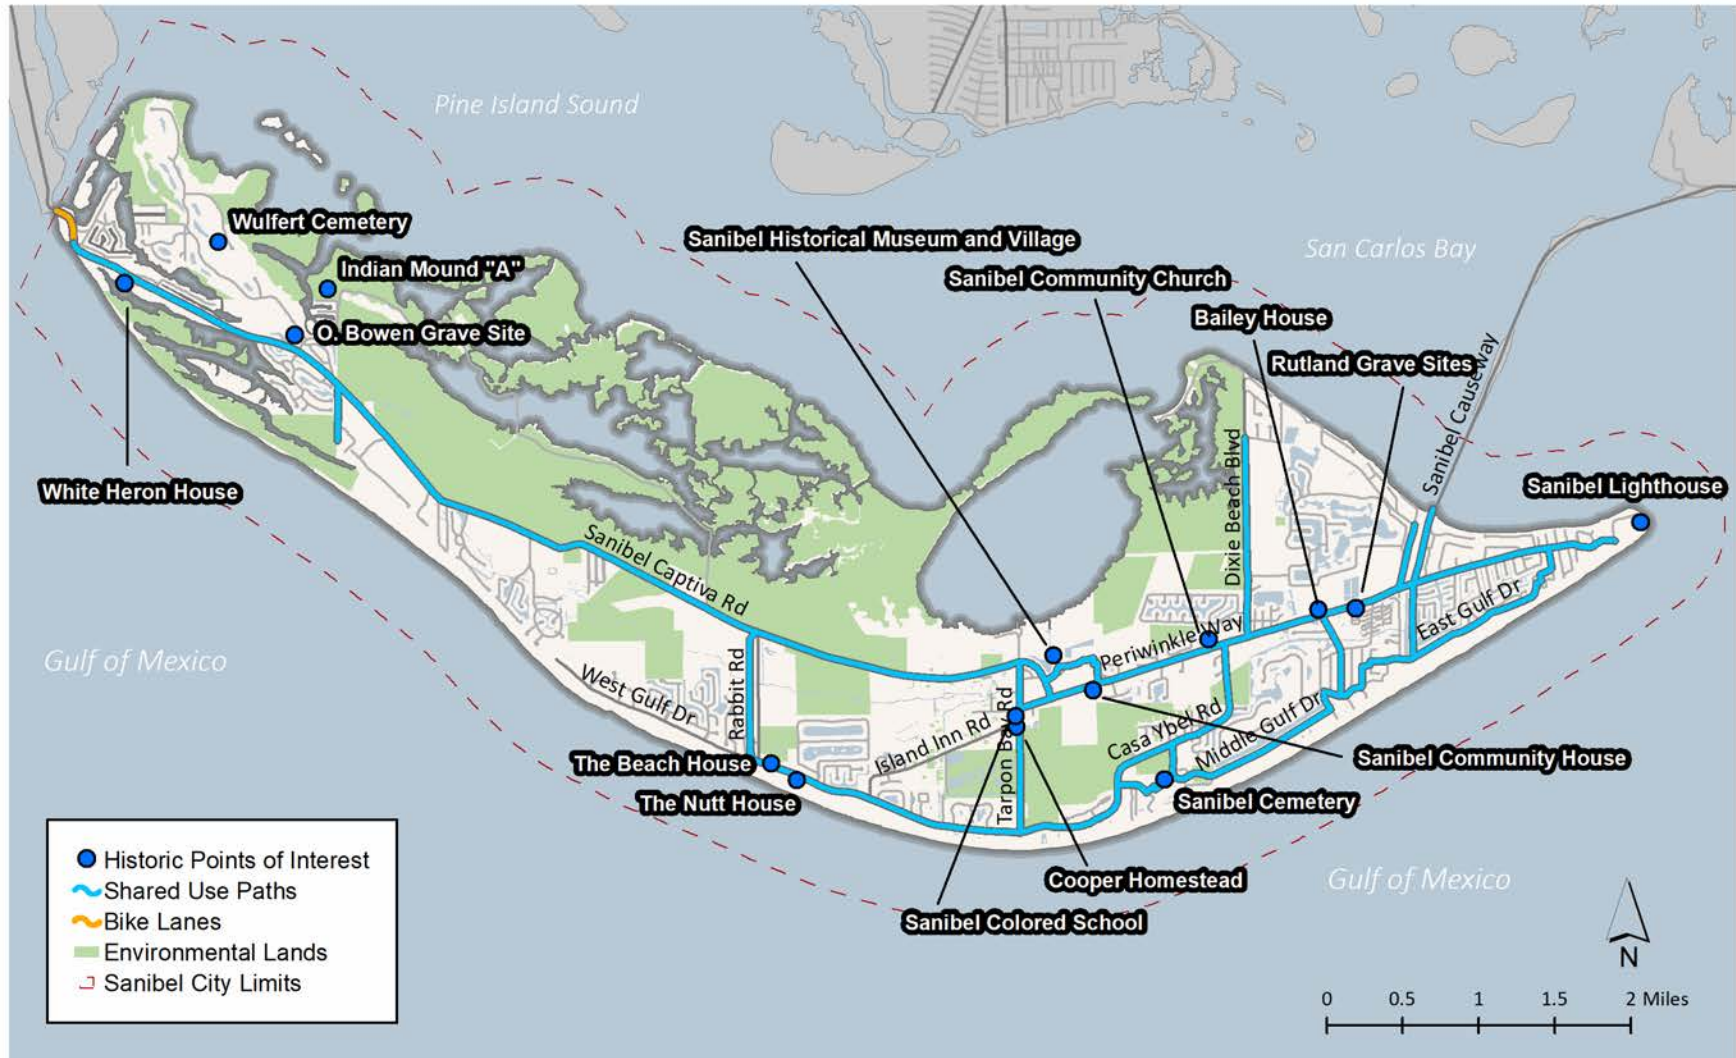 Pine Island Sound
Wulfert Cemetery
Sanibel Historical Museum and Village
San Carlos Bay
Indian Mound "A"
Sanibel Community Church
Bailey House
O. Bowen Grave Site
Rutland Grave Sites
Sanibel Causeway
White Heron House
Dixie Beach Blvd
Sanibel Lighthouse
Sanibel Captiva Rd
East Gulf Dr
Periwinkle Way
Gulf of Mexico
West Gulf Dr
Rabbit Rd
Tarpon Bay Rd
Island Inn Rd
Casa Ybel Rd
Middle Gulf Dr
The Beach House
Sanibel Community House
The Nutt House
Sanibel Cemetery
Cooper Homestead
Gulf of Mexico
Sanibel Colored School
Historic Points of Interest
Shared Use Paths
Bike Lanes
Environmental Lands
Sanibel City Limits
N
0 0.5 1 1.5 2 Miles